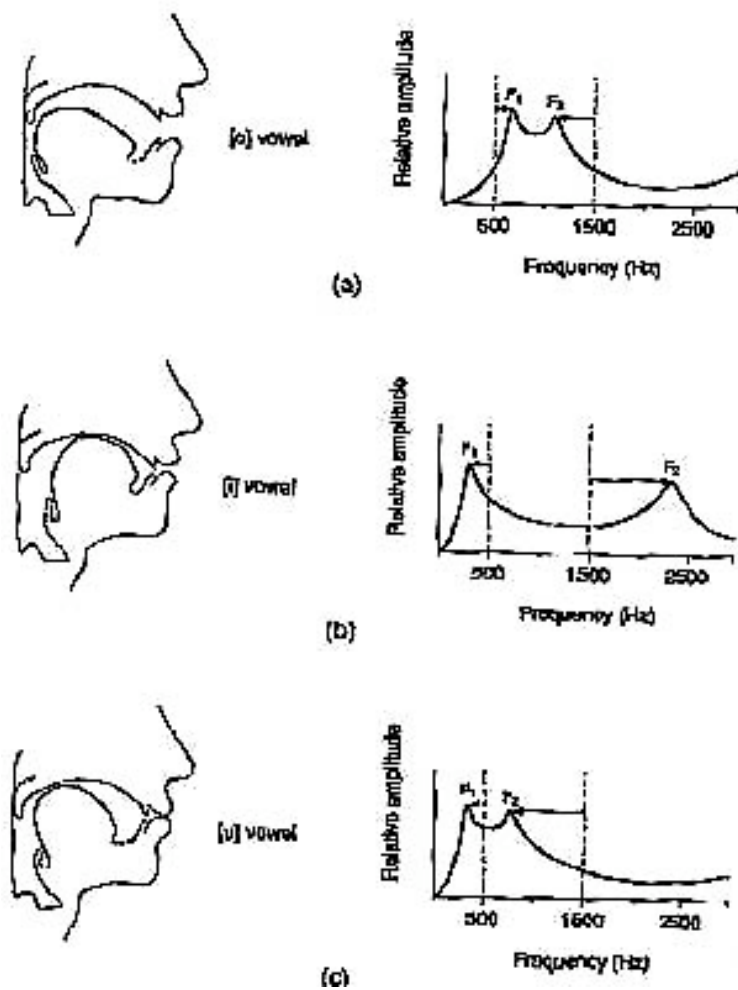 Relative amplitude
F₁ F₂
[a] vowel
500 1500 2500
Frequency (Hz)
(a)
Relative amplitude
F₁ F₂
[i] vowel
500 1500 2500
Frequency (Hz)
(b)
Relative amplitude
F₁ F₂
[u] vowel
500 1500 2500
Frequency (Hz)
(c)